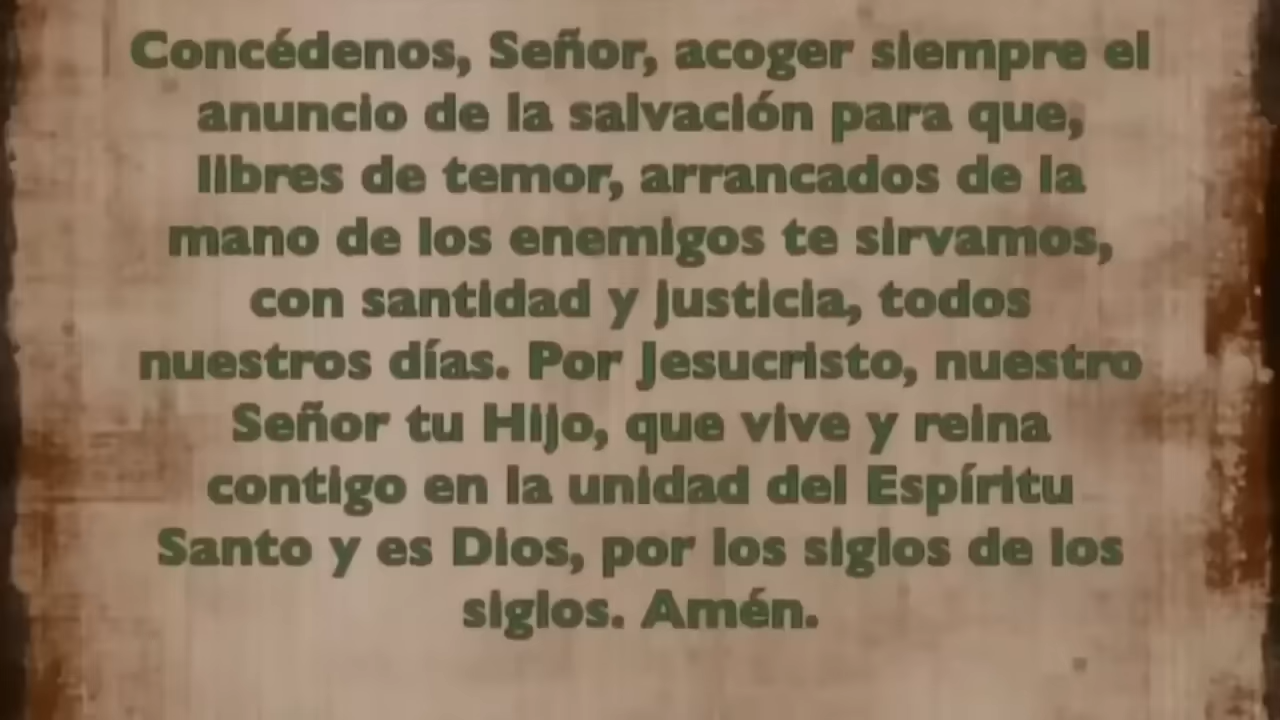 Concédenos, Señor, acoger siempre el
anuncio de la salvación para que,
libres de temor, arrancados de la
mano de los enemigos te sirvamos,
con santidad y justicia, todos
nuestros días. Por Jesucristo, nuestro
Señor tu Hijo, que vive y reina
contigo en la unidad del Espíritu
Santo y es Dios, por los siglos de los
siglos. Amén.